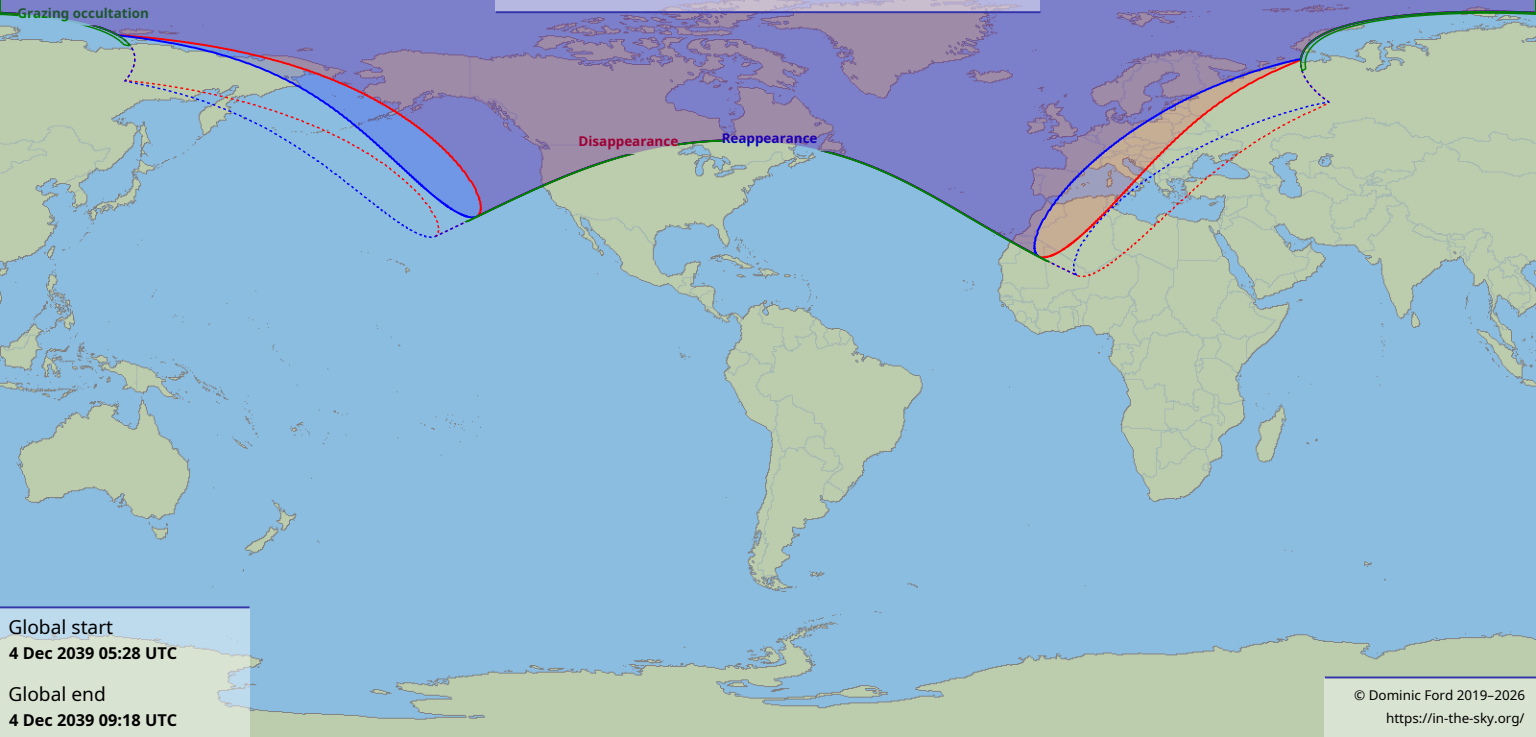 Grazing occultation
Disappearance
Reappearance
Global start
4 Dec 2039 05:28 UTC
Global end
4 Dec 2039 09:18 UTC
© Dominic Ford 2019–2026
https://in-the-sky.org/